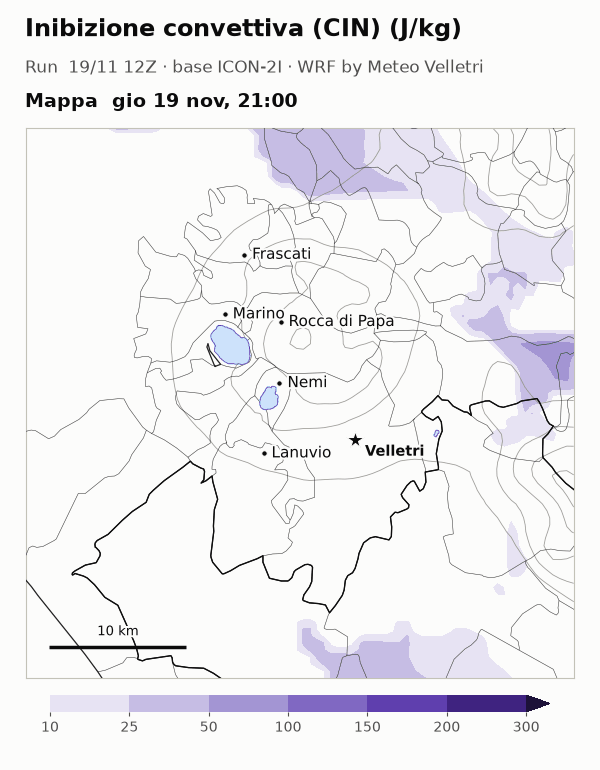 Inibizione convettiva (CIN) (J/kg)
Run  19/11 12Z · base ICON-2I · WRF by Meteo Velletri
Mappa  gio 19 nov, 21:00
Frascati
Marino
Rocca di Papa
Nemi
Lanuvio
Velletri
10 km
10 25 50 100 150 200 300